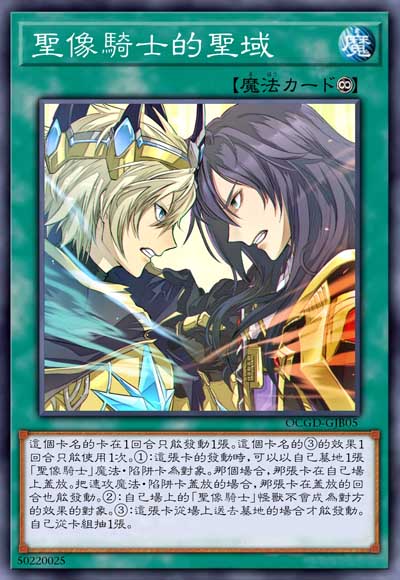 聖像騎士的聖域
魔
【魔法カード】
OCGD-GJB05
這個卡名的卡在1回合只能發動1張。這個卡名的③的效果1
回合只能使用1次。①：這張卡的發動時，可以以自己墓地1張
「聖像騎士」魔法·陷阱卡為對象。那個場合，那張卡在自己場
上蓋放。把速攻魔法·陷阱卡蓋放的場合，那張卡在蓋放的回
合也能發動。②：自己場上的「聖像騎士」怪獸不會成為對方
的效果的對象。③：這張卡從場上送去墓地的場合才能發動。
自己從卡組抽1張。
50220025